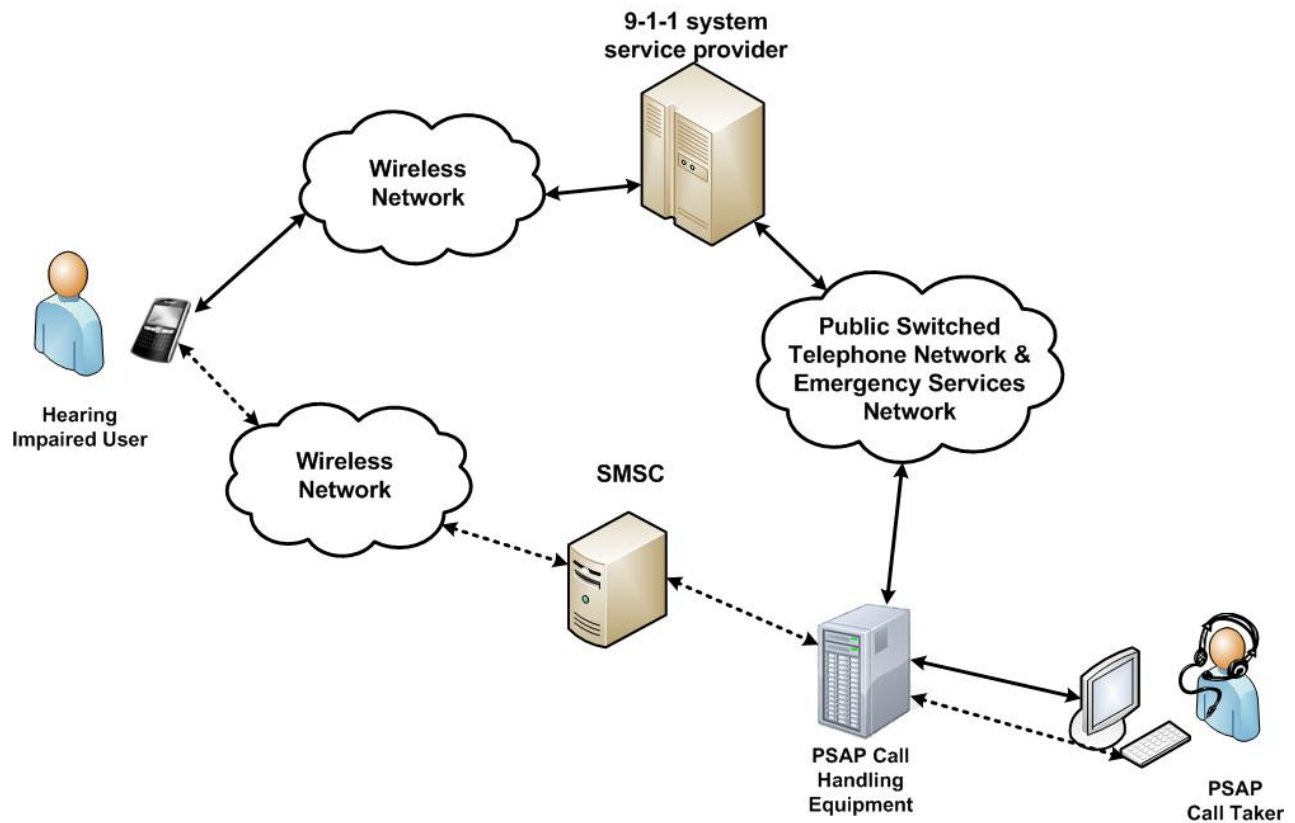 9-1-1 system
service provider
Wireless
Network
Public Switched
Telephone Network &
Emergency Services
Network
Hearing
Impaired User
Wireless
Network
SMSC
PSAP Call
Handling
Equipment
PSAP
Call Taker